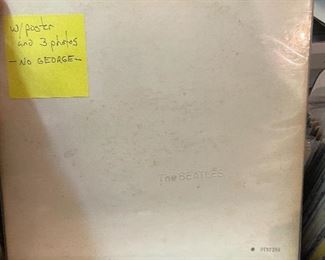 w/poster
and 3 photos
- NO GEORGE -
The BEATLES